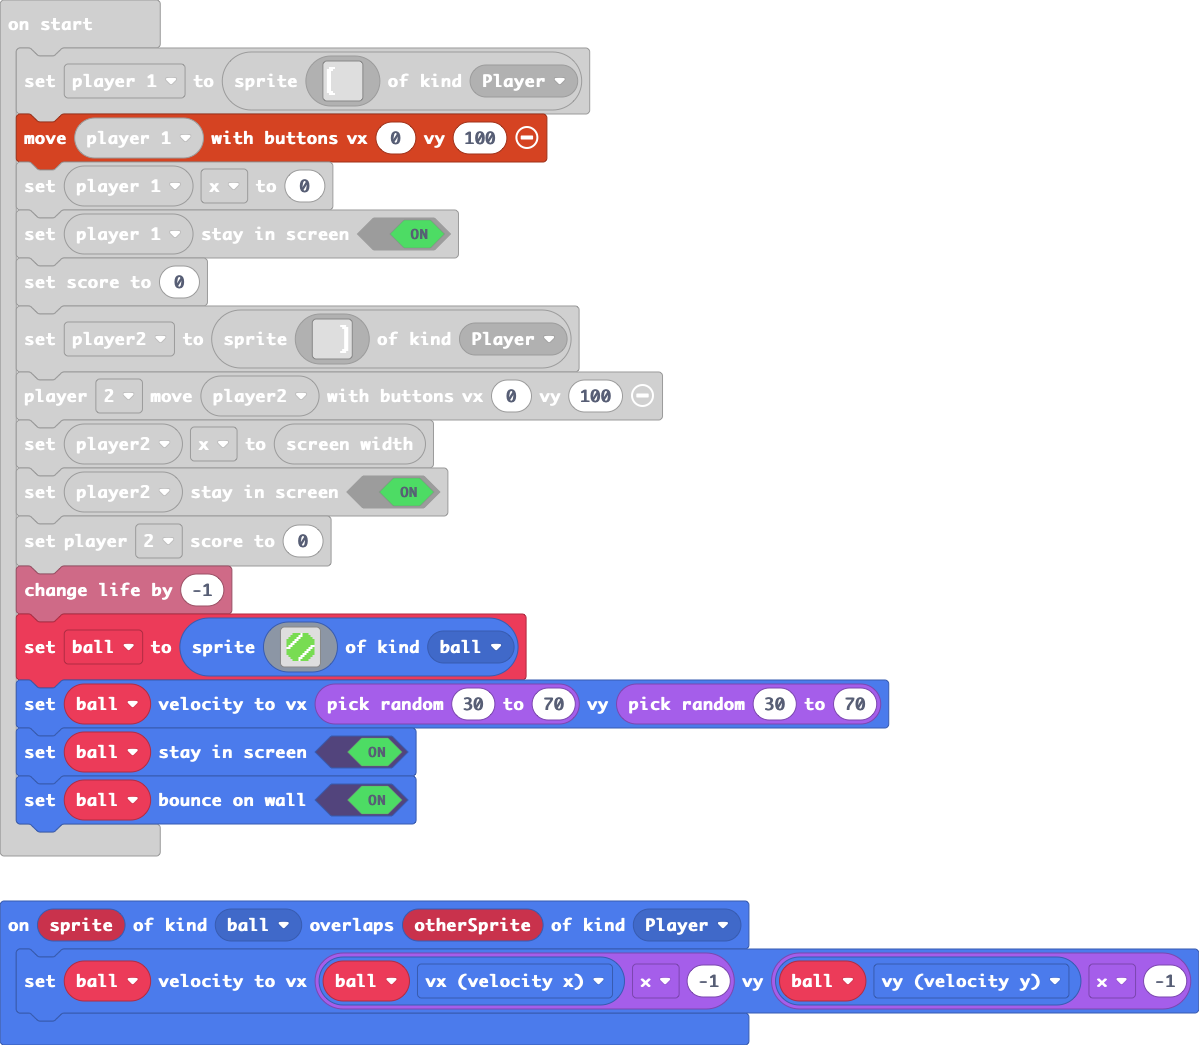 on start
set player 1 to sprite of kind Player
move player 1 with buttons vx 0 vy 100
set player 1 x to 0
set player 1 stay in screen ON
set score to 0
set player2 to sprite of kind Player
player 2 move player2 with buttons vx 0 vy 100
set player2 x to screen width
set player2 stay in screen ON
set player 2 score to 0
change life by -1
set ball to sprite of kind ball
set ball velocity to vx pick random 30 to 70 vy pick random 30 to 70
set ball stay in screen ON
set ball bounce on wall ON
on sprite of kind ball overlaps otherSprite of kind Player
set ball velocity to vx ball vx (velocity x) x -1 vy ball vy (velocity y) x -1